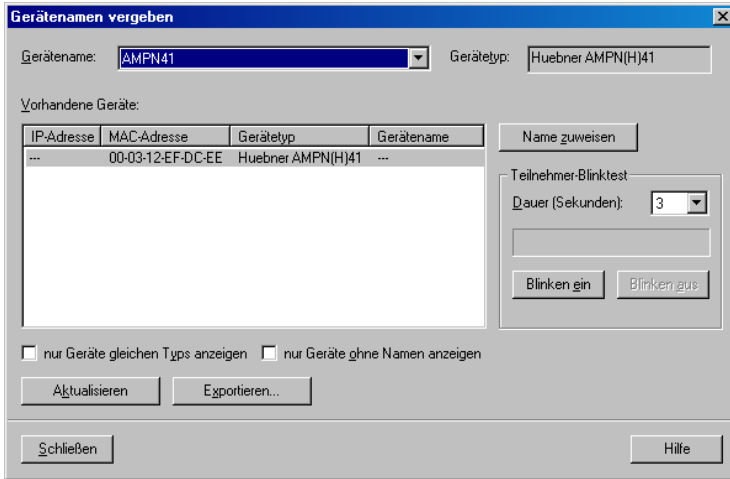 Gerätenamen vergeben
Gerätename: AMPN41 Gerätetyp: Huebner AMPN(H)41
Vorhandene Geräte:
IP-Adresse MAC-Adresse Gerätetyp Gerätename
--- 00-03-12-EF-DC-EE Huebner AMPN(H)41 ---
Name zuweisen
Teilnehmer-Blinktest
Dauer (Sekunden): 3
Blinken ein Blinken aus
nur Geräte gleichen Typs anzeigen nur Geräte ohne Namen anzeigen
Aktualisieren Exportieren...
Schließen Hilfe